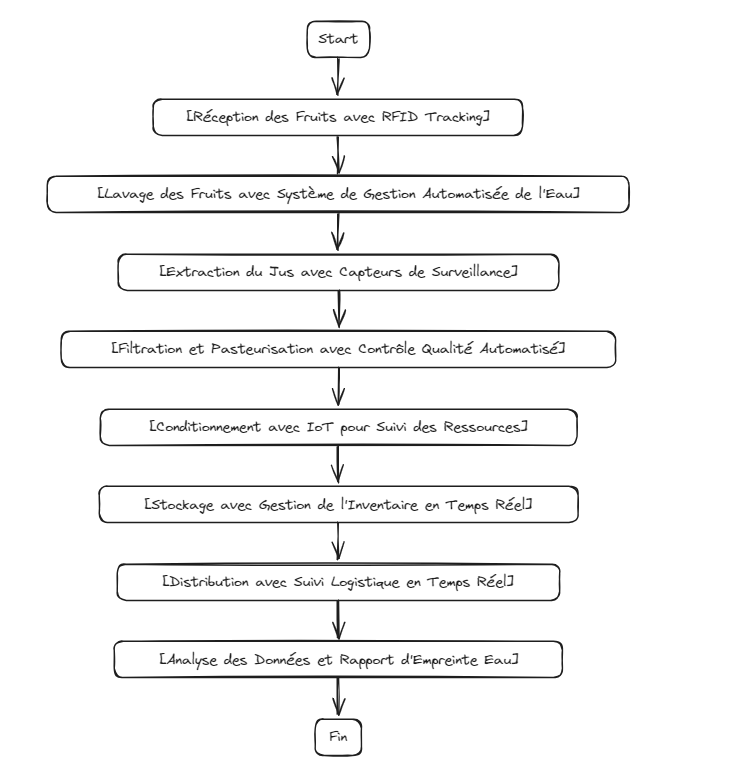 Start
[Réception des Fruits avec RFID Tracking]
[Lavage des Fruits avec Système de Gestion Automatisée de l'Eau]
[Extraction du Jus avec Capteurs de Surveillance]
[Filtration et Pasteurisation avec Contrôle Qualité Automatisé]
[Conditionnement avec IoT pour Suivi des Ressources]
[Stockage avec Gestion de l'Inventaire en Temps Réel]
[Distribution avec Suivi Logistique en Temps Réel]
[Analyse des Données et Rapport d'Empreinte Eau]
Fin